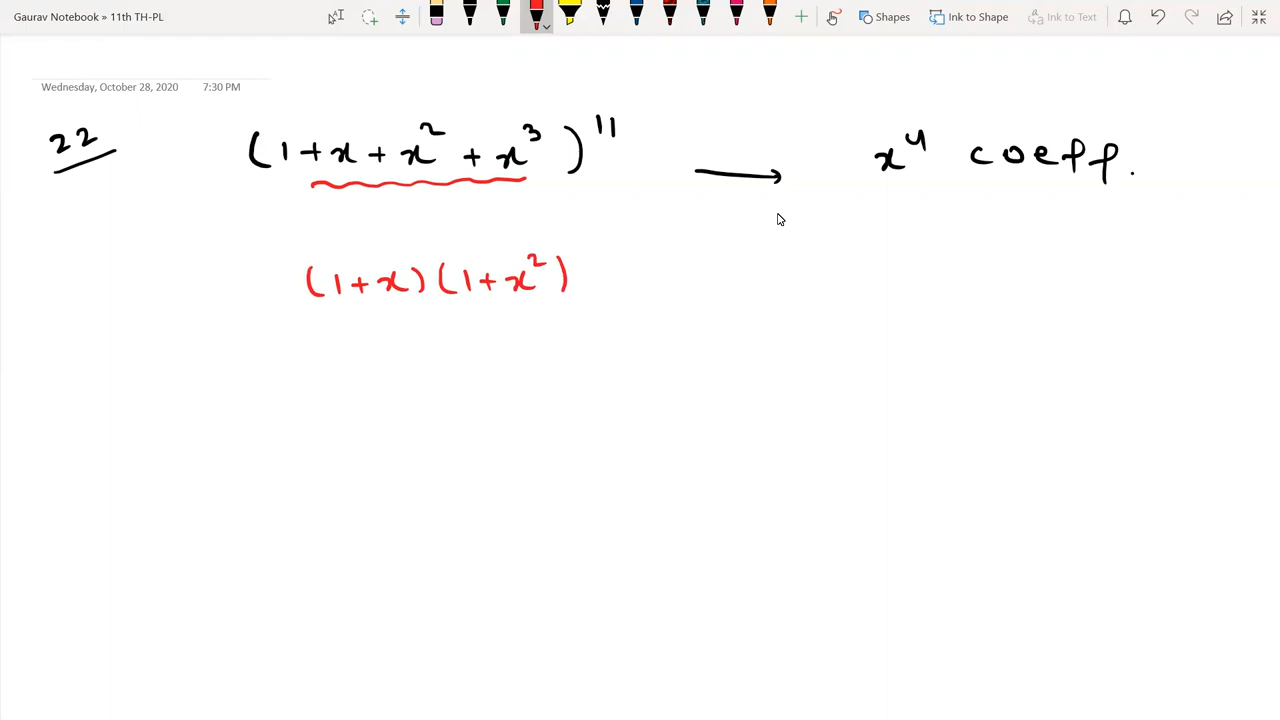 Gaurav Notebook » 11th TH-PL
Shapes
Ink to Shape
Ink to Text
Wednesday, October 28, 2020 7:30 PM
22 (1+x+x²+x³)¹¹ ⟶ x⁴ coeff.
(1+x)(1+x²)